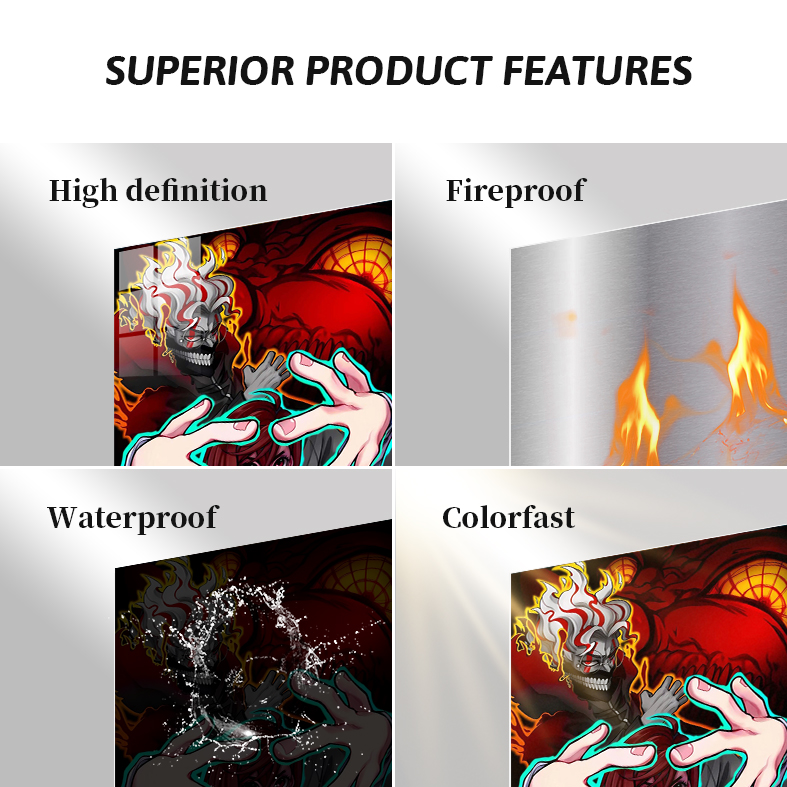 SUPERIOR PRODUCT FEATURES
High definition
Fireproof
Waterproof
Colorfast